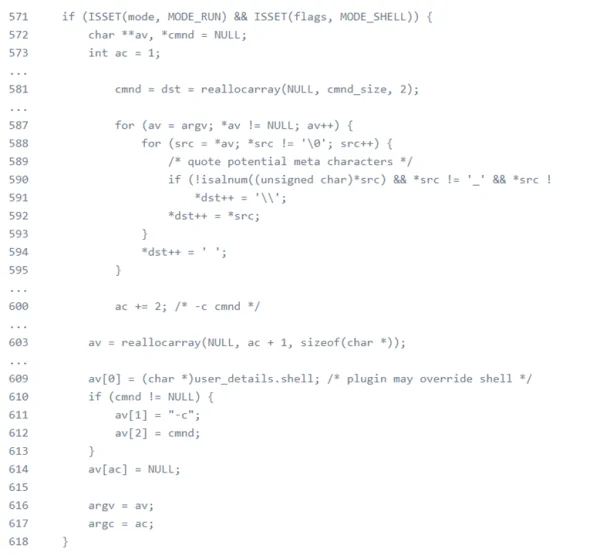 571 if (ISSET(mode, MODE_RUN) && ISSET(flags, MODE_SHELL)) {
572 char **av, *cmnd = NULL;
573 int ac = 1;
...
581 cmnd = dst = reallocarray(NULL, cmnd_size, 2);
...
587 for (av = argv; *av != NULL; av++) {
588 for (src = *av; *src != '\0'; src++) {
589 /* quote potential meta characters */
590 if (!isalnum((unsigned char)*src) && *src != '_' && *src !
591 *dst++ = '\\';
592 *dst++ = *src;
593 }
594 *dst++ = ' ';
595 }
...
600 ac += 2; /* -c cmnd */
...
603 av = reallocarray(NULL, ac + 1, sizeof(char *));
...
609 av[0] = (char *)user_details.shell; /* plugin may override shell */
610 if (cmnd != NULL) {
611 av[1] = "-c";
612 av[2] = cmnd;
613 }
614 av[ac] = NULL;
615
616 argv = av;
617 argc = ac;
618 }